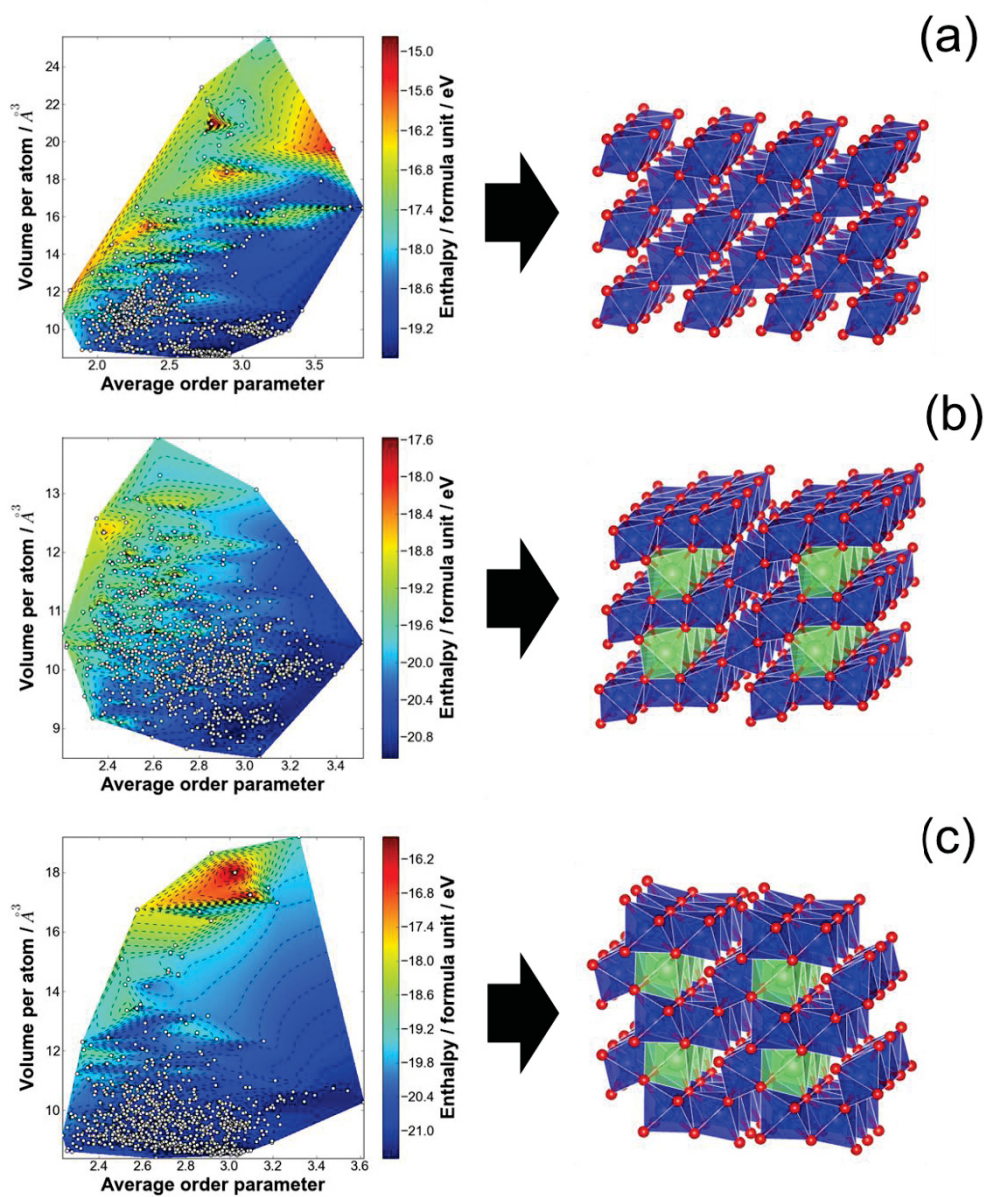 (a)
24
22
20
18
16
14
12
10
2.0 2.5 3.0 3.5
Volume per atom / Å³
Average order parameter
−15.0
−15.6
−16.2
−16.8
−17.4
−18.0
−18.6
−19.2
Enthalpy / formula unit / eV
(b)
13
12
11
10
9
2.4 2.6 2.8 3.0 3.2 3.4
Volume per atom / Å³
Average order parameter
−17.6
−18.0
−18.4
−18.8
−19.2
−19.6
−20.0
−20.4
−20.8
Enthalpy / formula unit / eV
(c)
18
16
14
12
10
2.4 2.6 2.8 3.0 3.2 3.4 3.6
Volume per atom / Å³
Average order parameter
−16.2
−16.8
−17.4
−18.0
−18.6
−19.2
−19.8
−20.4
−21.0
Enthalpy / formula unit / eV